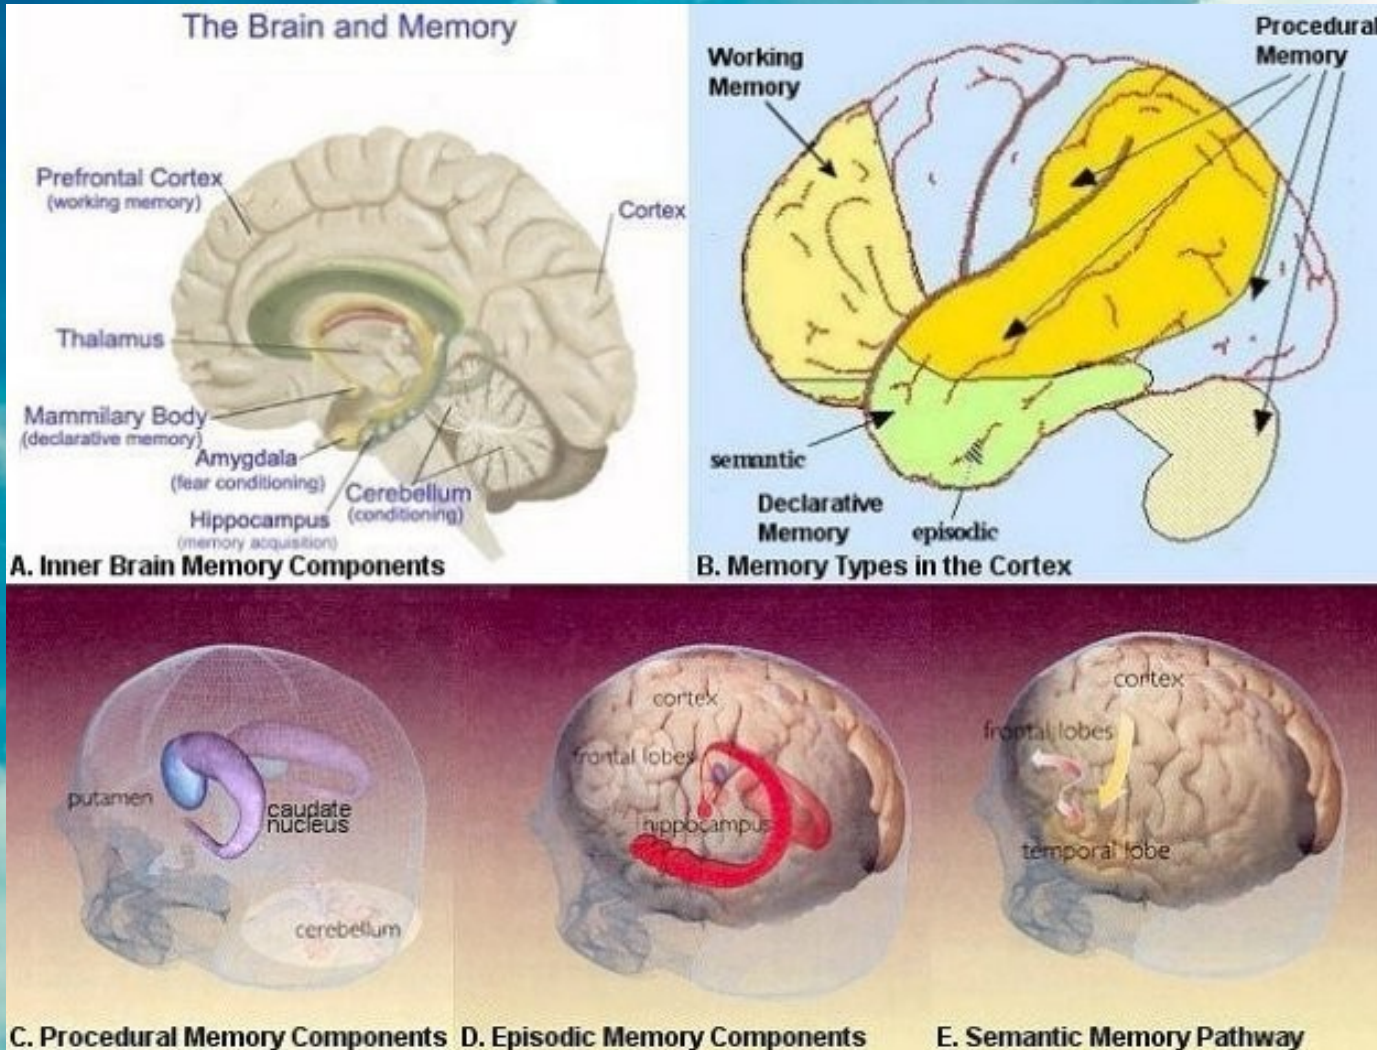 The Brain and Memory
Prefrontal Cortex
(working memory)
Cortex
Thalamus
Mammilary Body
(declarative memory)
Amygdala
(fear conditioning)
Cerebellum
(conditioning)
Hippocampus
(memory acquisition)
A. Inner Brain Memory Components
Working
Memory
Procedural
Memory
semantic
Declarative
Memory
episodic
B. Memory Types in the Cortex
putamen
caudate
nucleus
cerebellum
C. Procedural Memory Components
cortex
frontal lobes
hippocampus
D. Episodic Memory Components
cortex
frontal lobes
temporal lobe
E. Semantic Memory Pathway